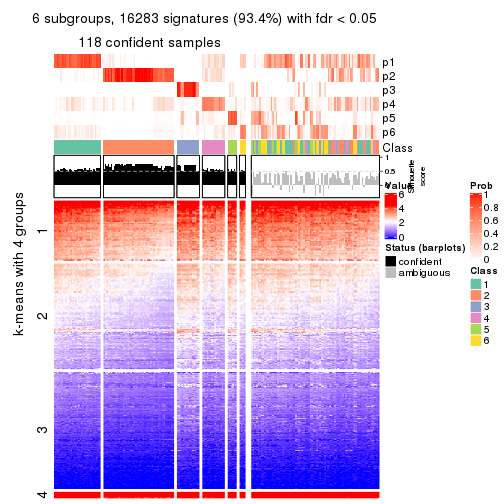 6 subgroups, 16283 signatures (93.4%) with fdr < 0.05
118 confident samples
p1
p2
p3
p4
p5
p6
Class
1
0.5
0
Silhouette
score
k-means with 4 groups
1
2
3
4
Value
6
4
2
0
Status (barplots)
confident
ambiguous
Prob
1
0.8
0.6
0.4
0.2
0
Class
1
2
3
4
5
6